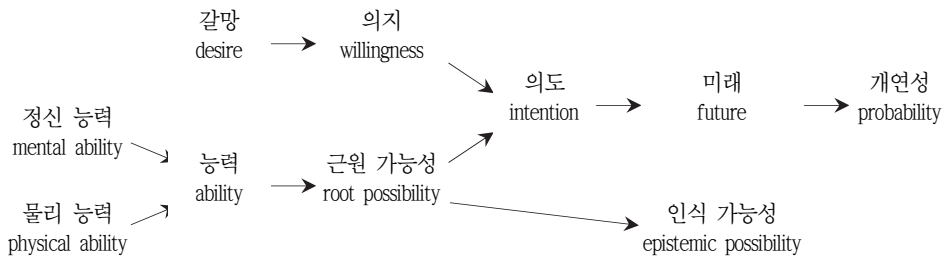 갈망
desire
의지
willingness
의도
intention
미래
future
개연성
probability
정신 능력
mental ability
능력
ability
근원 가능성
root possibility
물리 능력
physical ability
인식 가능성
epistemic possibility